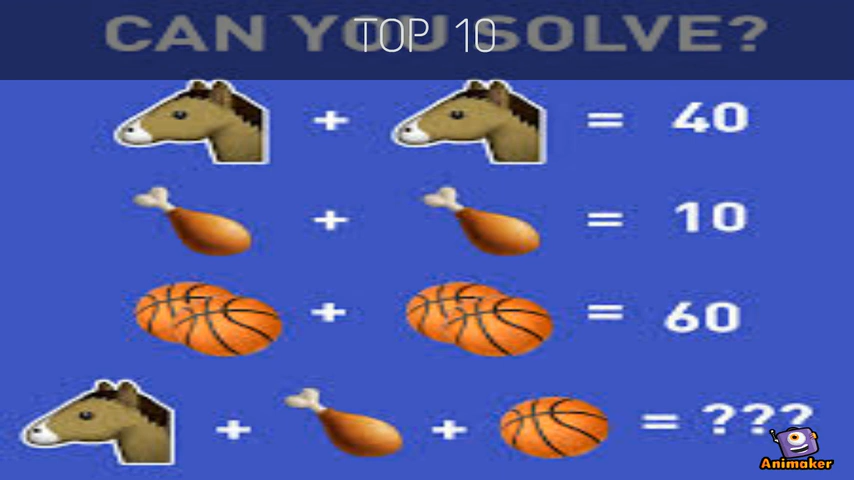 CAN YOU SOLVE?
TOP 10
+ = 40
+ = 10
+ = 60
+ + = ???
Animaker